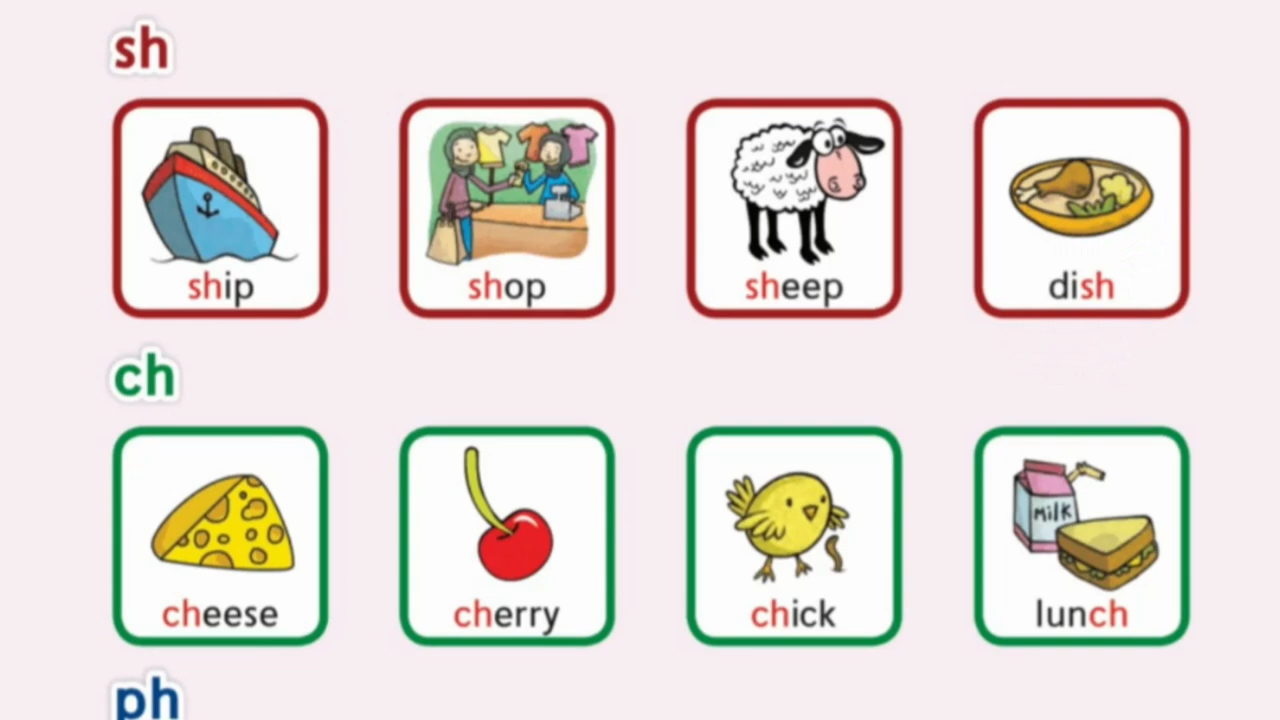 sh
ship shop sheep dish
ch
MILK
cheese cherry chick lunch
ph